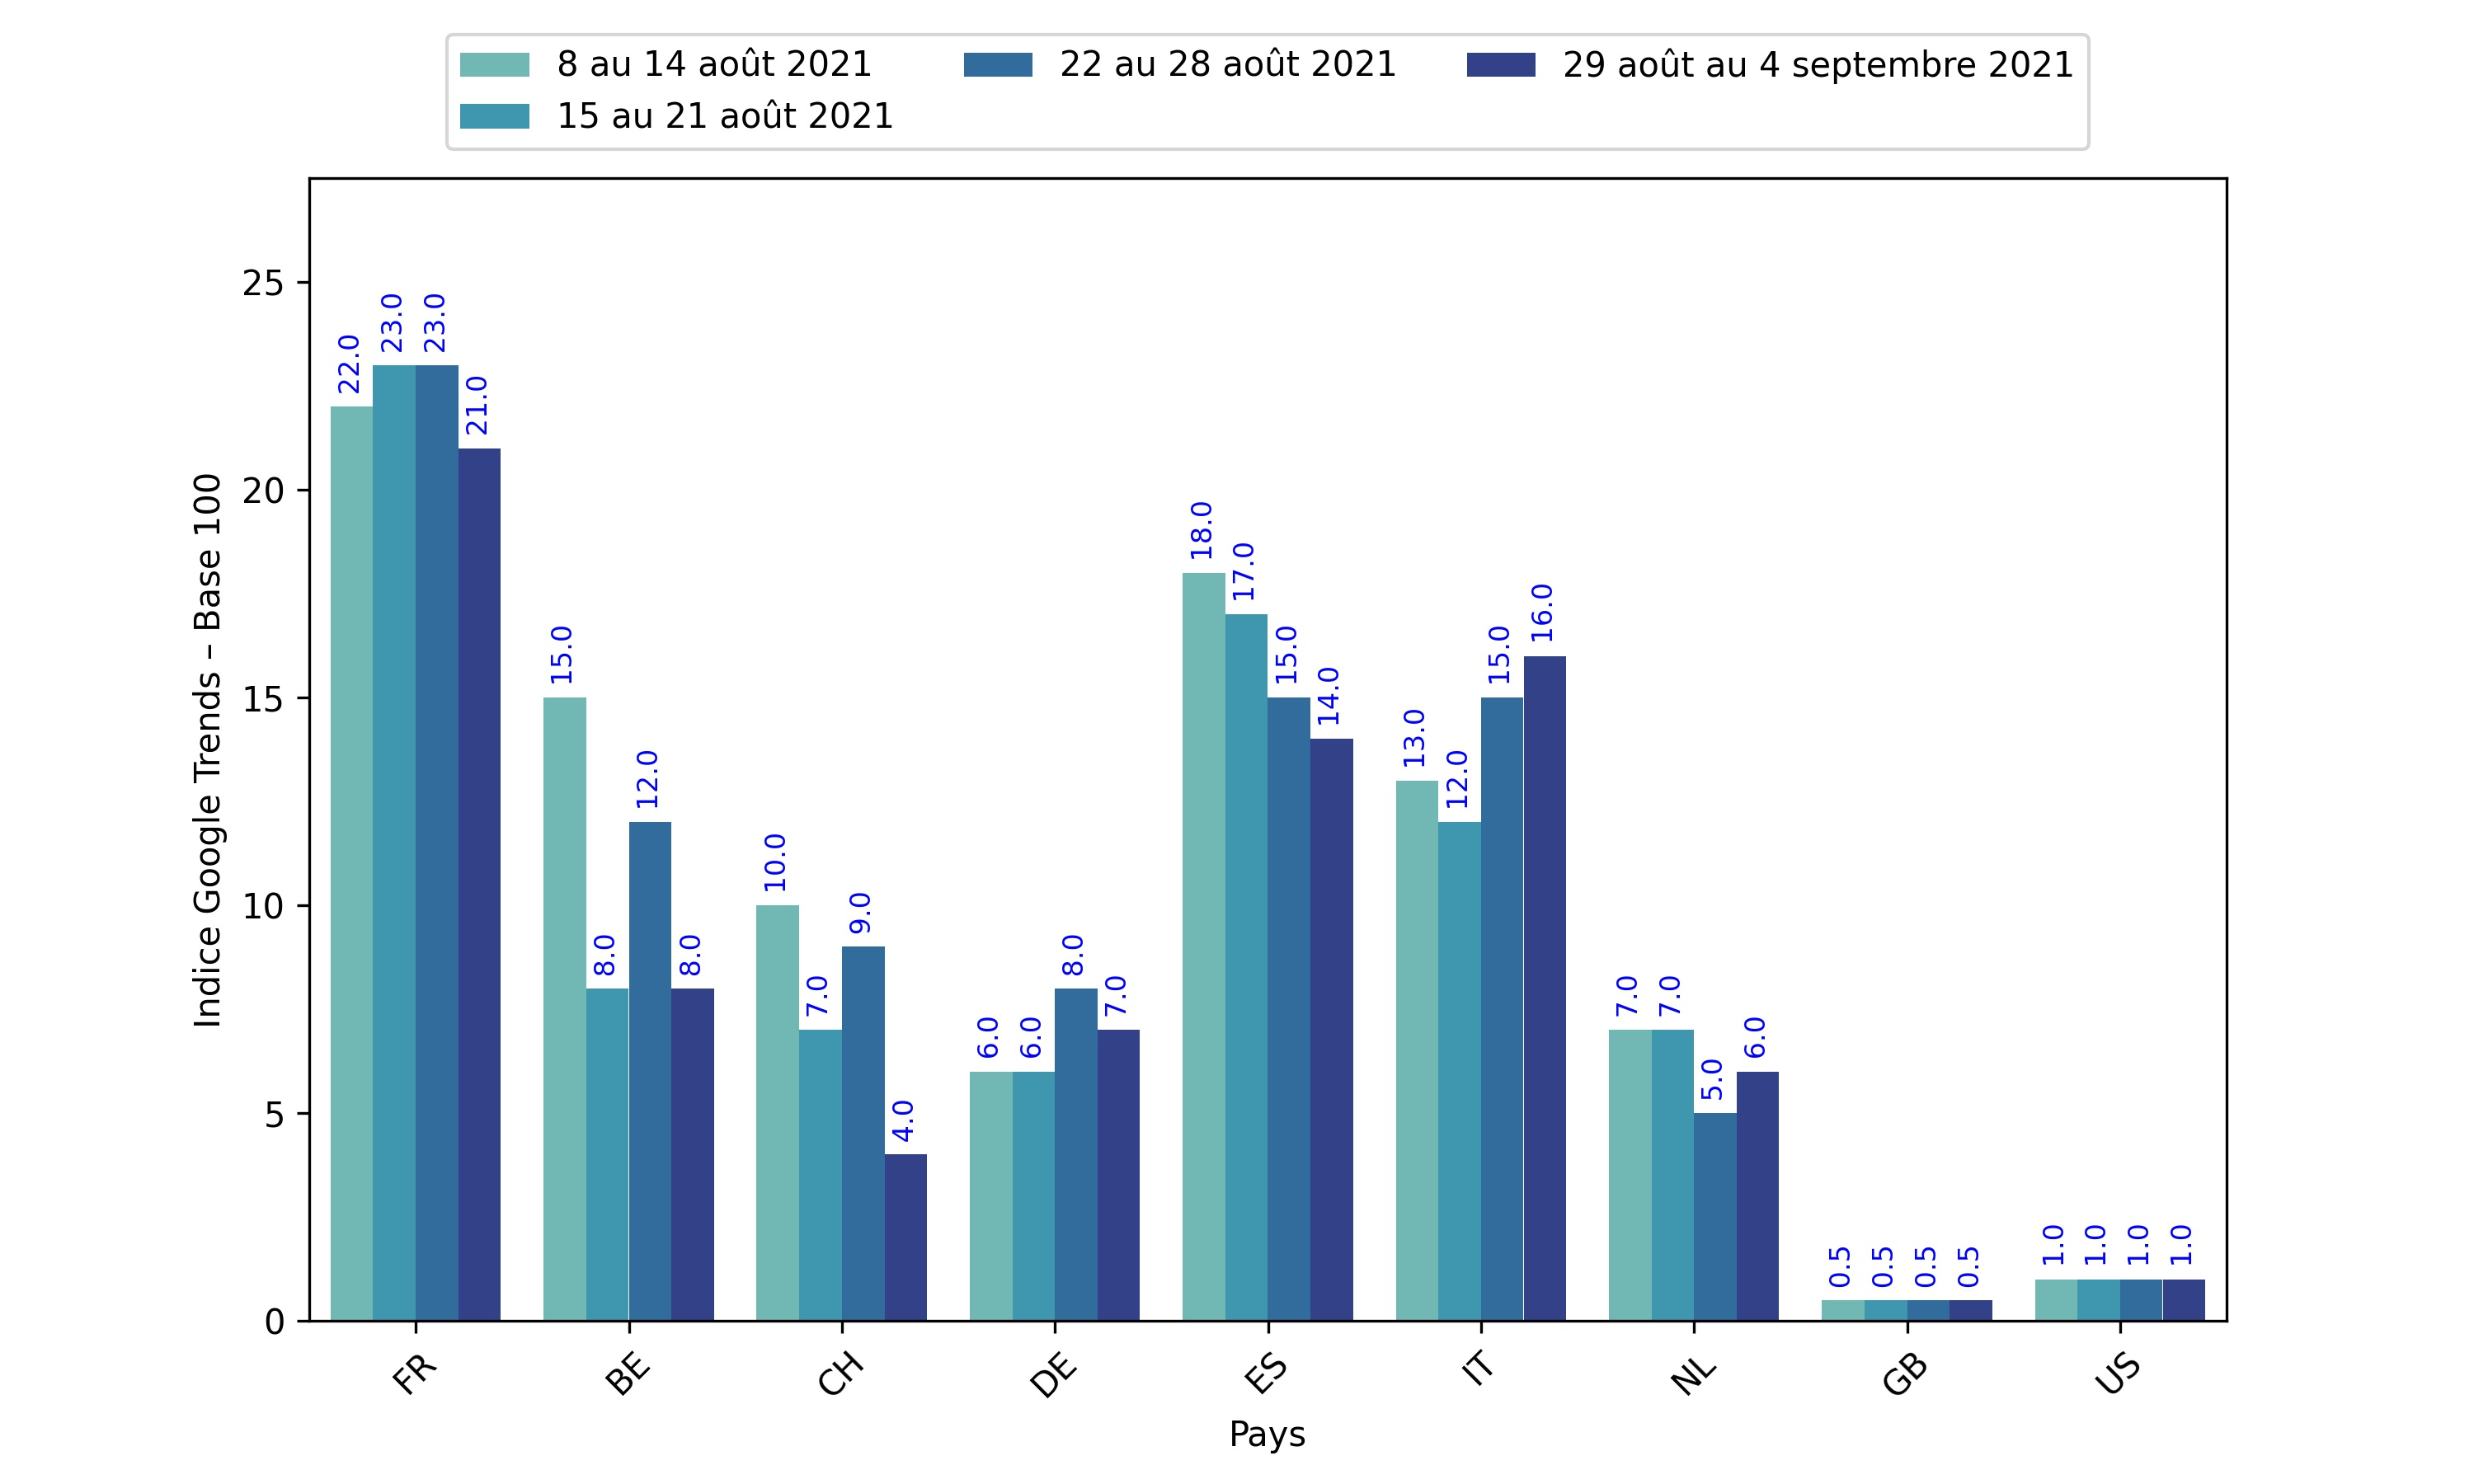 8 au 14 août 2021
15 au 21 août 2021
22 au 28 août 2021
29 août au 4 septembre 2021
Indice Google Trends – Base 100
25
20
15
10
5
0
22.0
23.0
23.0
21.0
15.0
8.0
12.0
8.0
10.0
7.0
9.0
4.0
6.0
6.0
8.0
7.0
18.0
17.0
15.0
14.0
13.0
12.0
15.0
16.0
7.0
7.0
5.0
6.0
0.5
0.5
0.5
0.5
1.0
1.0
1.0
1.0
FR
BE
CH
DE
ES
IT
NL
GB
US
Pays